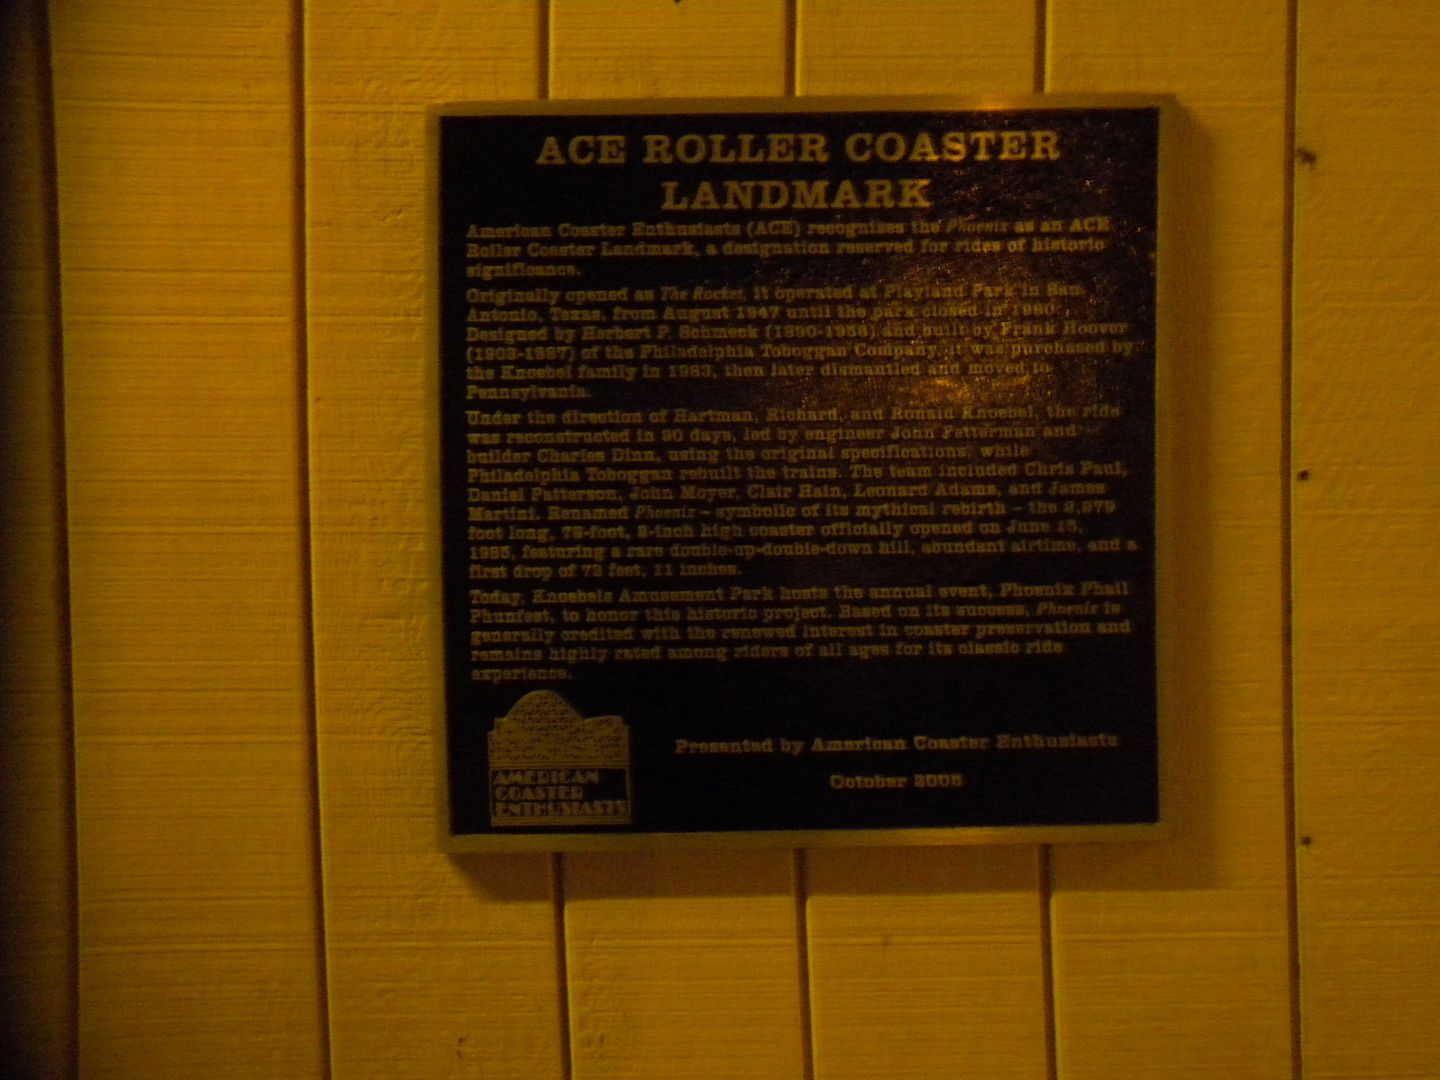 ACE ROLLER COASTER
LANDMARK
American Coaster Enthusiasts (ACE) recognizes the Phoenix as an ACE
Roller Coaster Landmark, a designation reserved for rides of historic
significance.
Originally opened as The Rocket, it operated at Playland Park in San
Antonio, Texas, from August 1947 until the park closed in 1980.
Designed by Herbert P. Schmeck (1890-1956) and built by Frank Hoover
(1903-1987) of the Philadelphia Toboggan Company, it was purchased by
the Knoebel family in 1983, then later dismantled and moved to
Pennsylvania.
Under the direction of Hartman, Richard, and Ronald Knoebel, the ride
was reconstructed in 90 days, led by engineer John Fetterman and
builder Charles Dinn, using the original specifications, while
Philadelphia Toboggan rebuilt the trains. The team included Chris Paul,
Daniel Patterson, John Moyer, Clair Hain, Leonard Adams, and James
Martini. Renamed Phoenix – symbolic of its mythical rebirth – the 2,979
foot long, 78-foot, 2-inch high coaster officially opened on June 15,
1985, featuring a rare double-up-double-down hill, abundant airtime, and a
first drop of 72 feet, 11 inches.
Today, Knoebels Amusement Park hosts the annual event, Phoenix Phall
Phunfest, to honor this historic project. Based on its success, Phoenix is
generally credited with the renewed interest in coaster preservation and
remains highly rated among riders of all ages for its classic ride
experience.
AMERICAN
COASTER
ENTHUSIASTS
Presented by American Coaster Enthusiasts
October 2005